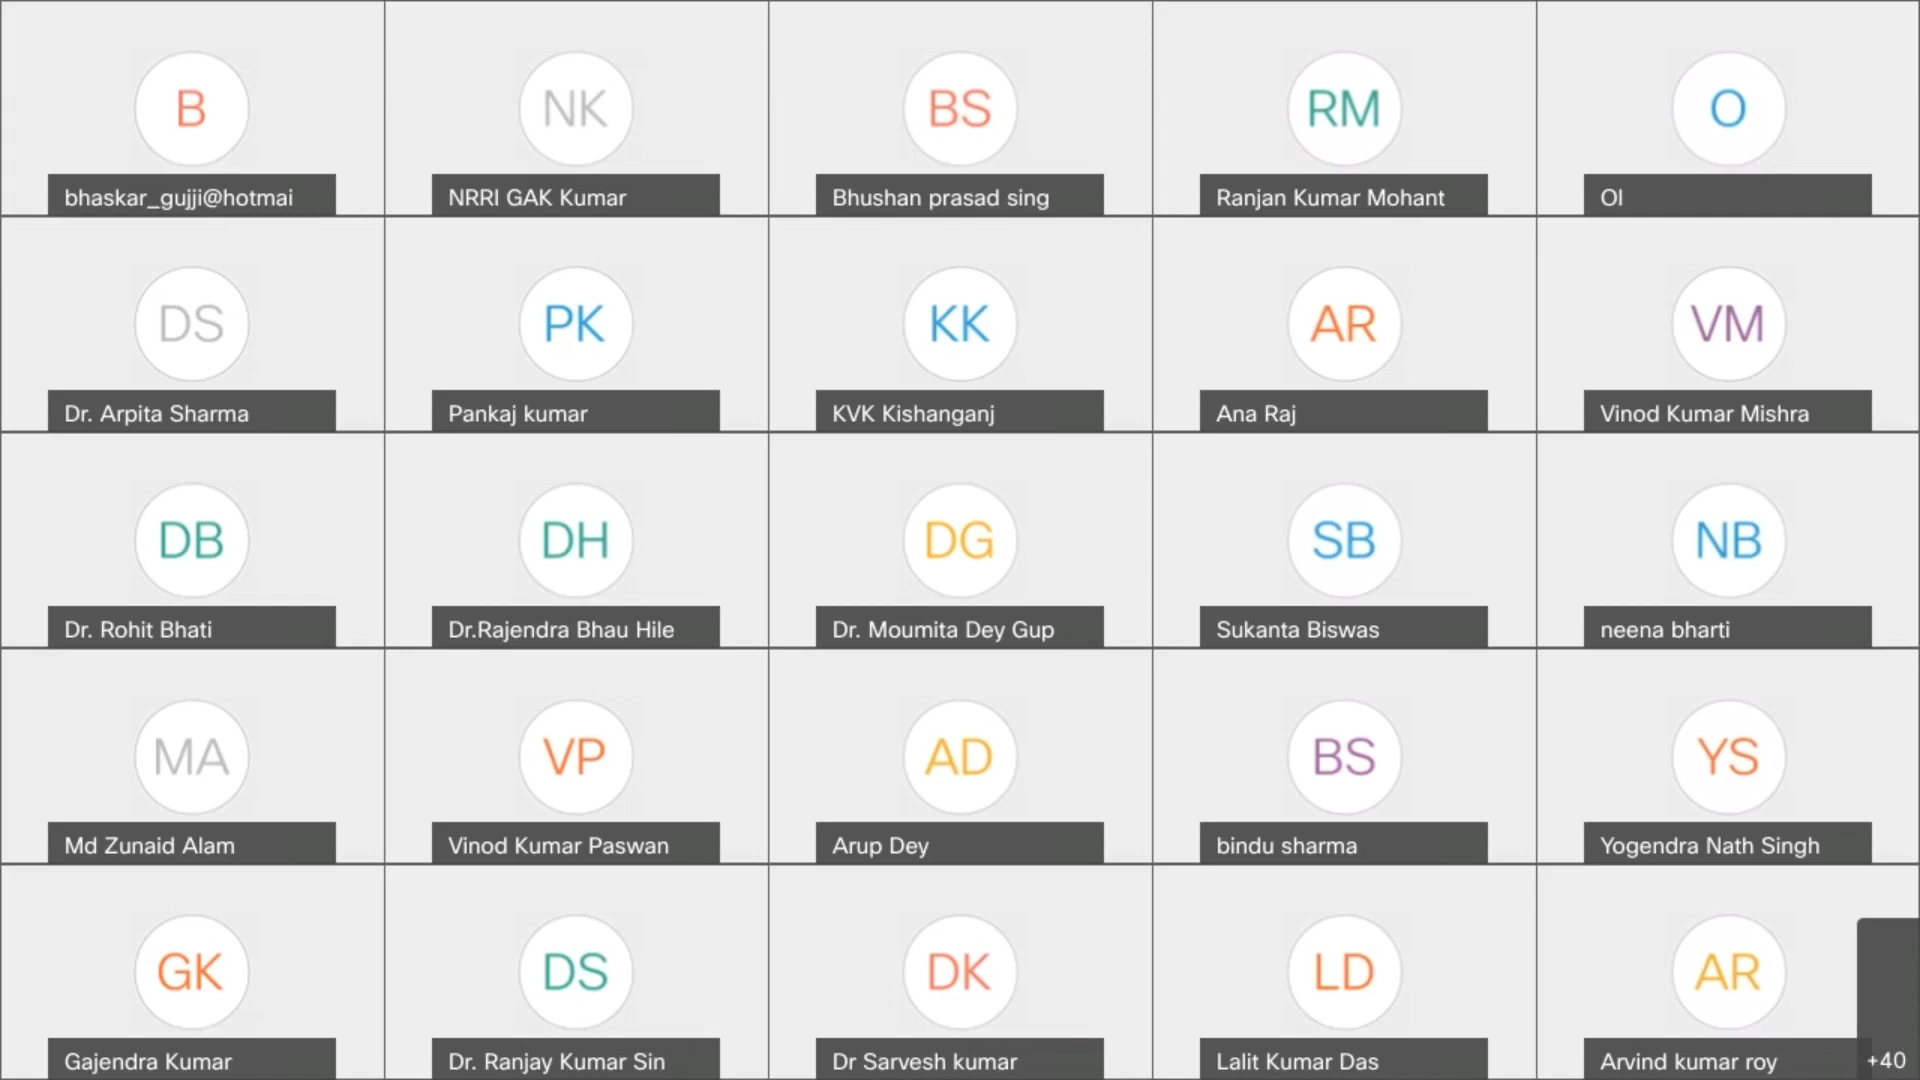 B
NK
BS
RM
O
bhaskar_gujji@hotmai
NRRI GAK Kumar
Bhushan prasad sing
Ranjan Kumar Mohant
OI
DS
PK
KK
AR
VM
Dr. Arpita Sharma
Pankaj kumar
KVK Kishanganj
Ana Raj
Vinod Kumar Mishra
DB
DH
DG
SB
NB
Dr. Rohit Bhati
Dr.Rajendra Bhau Hile
Dr. Moumita Dey Gup
Sukanta Biswas
neena bharti
MA
VP
AD
BS
YS
Md Zunaid Alam
Vinod Kumar Paswan
Arup Dey
bindu sharma
Yogendra Nath Singh
GK
DS
DK
LD
AR
Gajendra Kumar
Dr. Ranjay Kumar Sin
Dr Sarvesh kumar
Lalit Kumar Das
Arvind kumar roy
+40